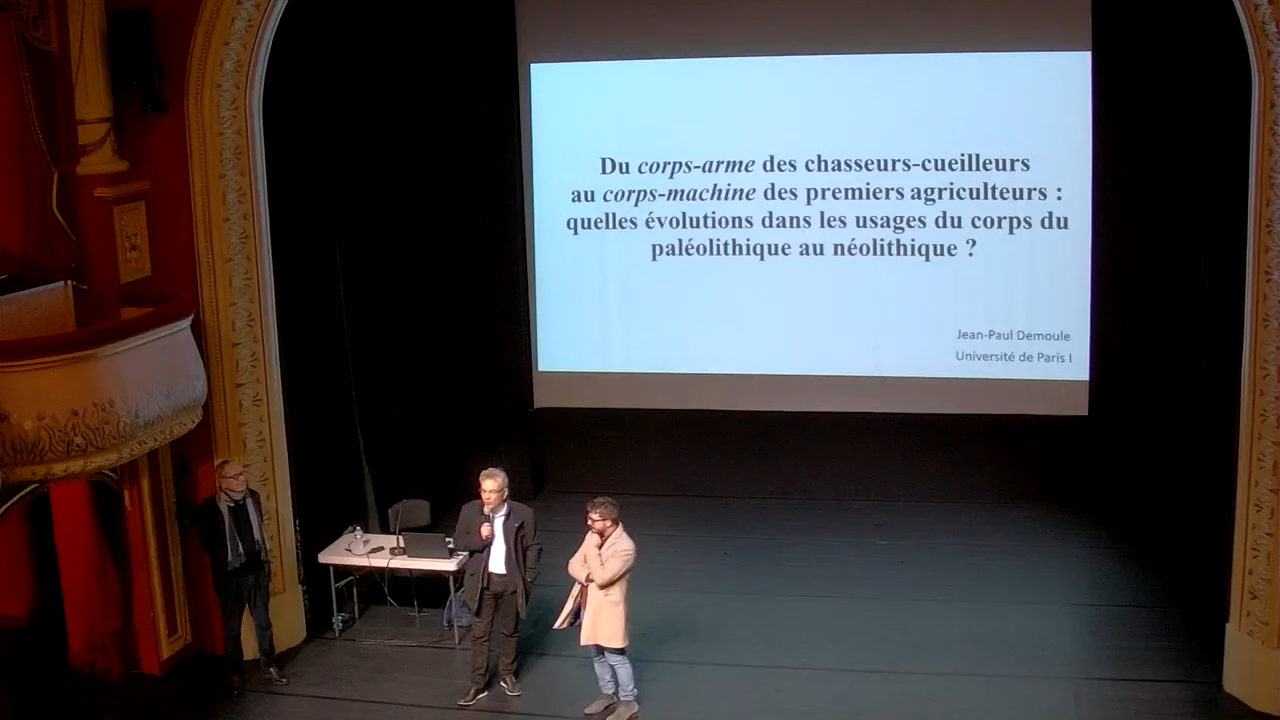 Du corps-arme des chasseurs-cueilleurs
au corps-machine des premiers agriculteurs :
quelles évolutions dans les usages du corps du
paléolithique au néolithique ?
Jean-Paul Demoule
Université de Paris I